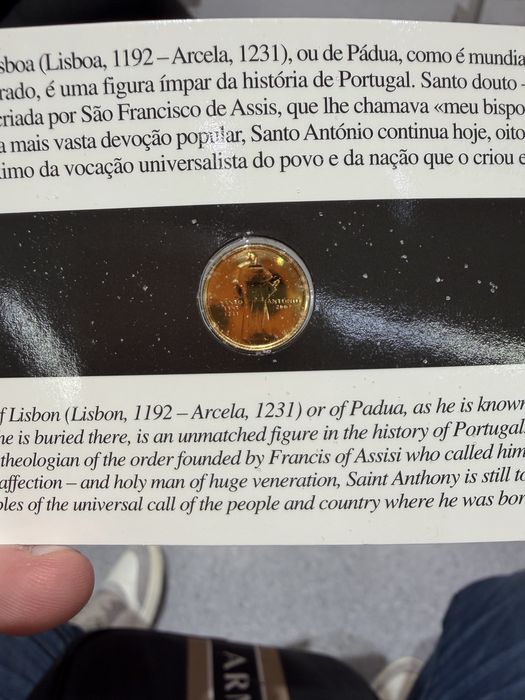 sboa (Lisboa, 1192 – Arcela, 1231), ou de Pádua, como é mundia
rado, é uma figura ímpar da história de Portugal. Santo douto -
criada por São Francisco de Assis, que lhe chamava «meu bispo
a mais vasta devoção popular, Santo António continua hoje, oito
imo da vocação universalista do povo e da nação que o criou e
SANTO ANTÓNIO
1231 2007
f Lisbon (Lisbon, 1192 – Arcela, 1231) or of Padua, as he is known
he is buried there, is an unmatched figure in the history of Portugal.
theologian of the order founded by Francis of Assisi who called him
affection – and holy man of huge veneration, Saint Anthony is still to
ples of the universal call of the people and country where he was bor
ARN